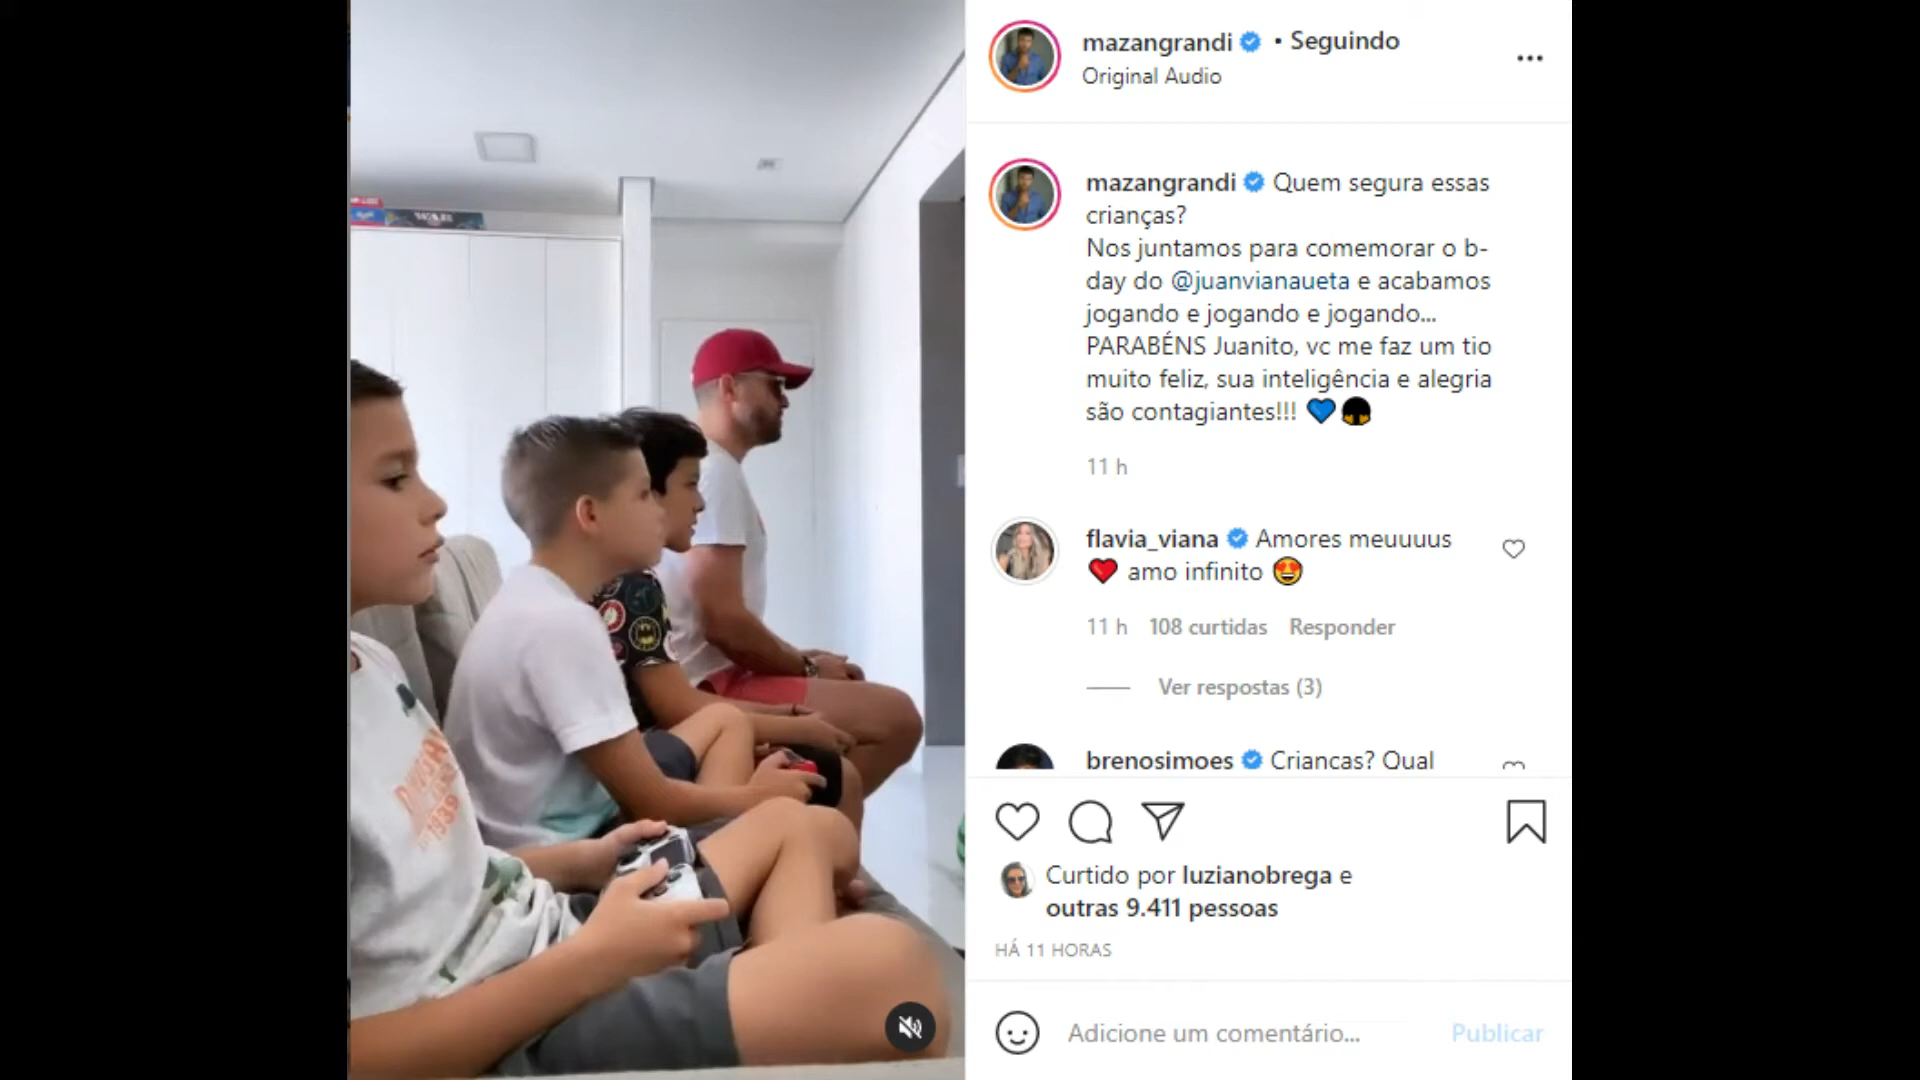 mazangrandi • Seguindo
Original Audio
mazangrandi Quem segura essas
crianças?
Nos juntamos para comemorar o b-
day do @juanvianaueta e acabamos
jogando e jogando e jogando...
PARABÉNS Juanito, vc me faz um tio
muito feliz, sua inteligência e alegria
são contagiantes!!! 💙
11 h
flavia_viana Amores meuuuus
❤️ amo infinito 😍
11 h 108 curtidas Responder
Ver respostas (3)
brenosimoes Crianças? Qual
Curtido por luzianobrega e
outras 9.411 pessoas
HÁ 11 HORAS
Adicione um comentário... Publicar
1939